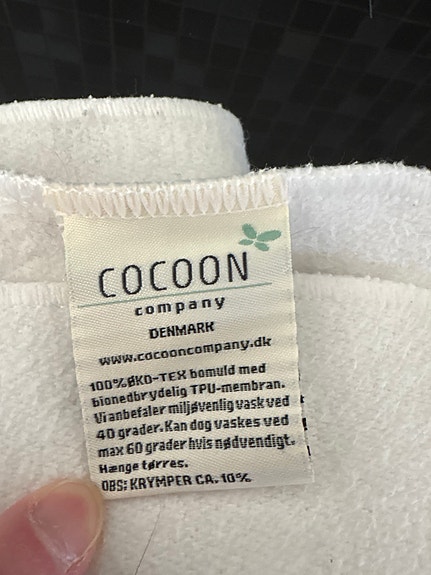 COCOON
company
DENMARK
www.cocooncompany.dk
100% ØKO-TEX bomuld med
bionedbrydelig TPU-membran.
Vi anbefaler miljøvenlig vask ved
40 grader. Kan dog vaskes ved
max 60 grader hvis nødvendigt.
Hænge tørres.
OBS: KRYMPER CA. 10%